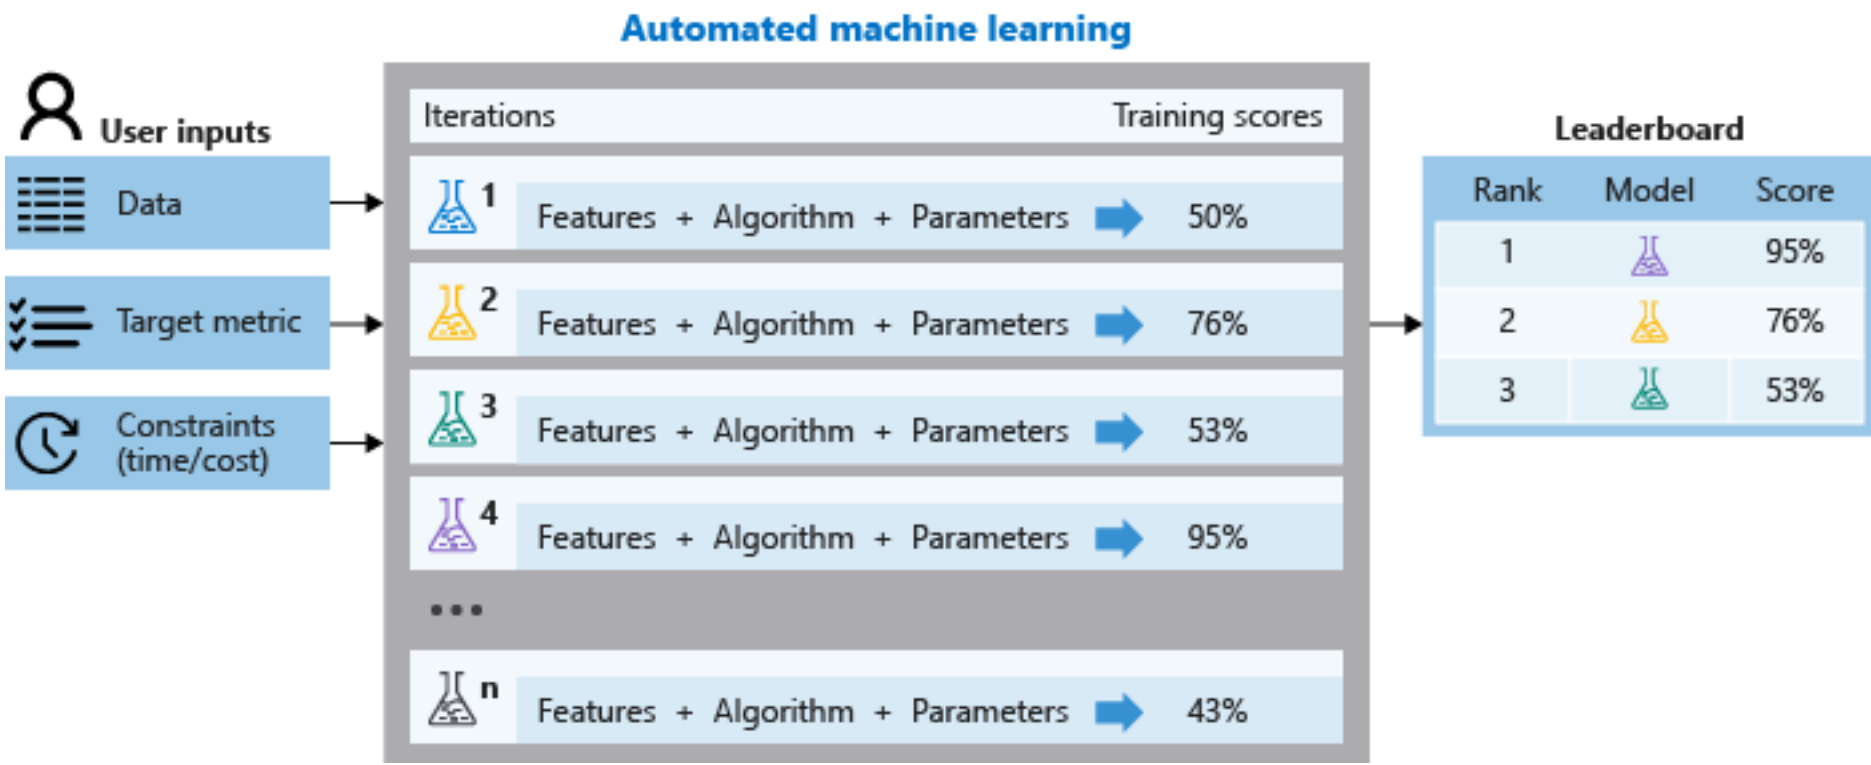 Automated machine learning
User inputs
Data
Target metric
Constraints
(time/cost)
Iterations Training scores
1 Features + Algorithm + Parameters 50%
2 Features + Algorithm + Parameters 76%
3 Features + Algorithm + Parameters 53%
4 Features + Algorithm + Parameters 95%
•••
n Features + Algorithm + Parameters 43%
Leaderboard
Rank Model Score
1 95%
2 76%
3 53%